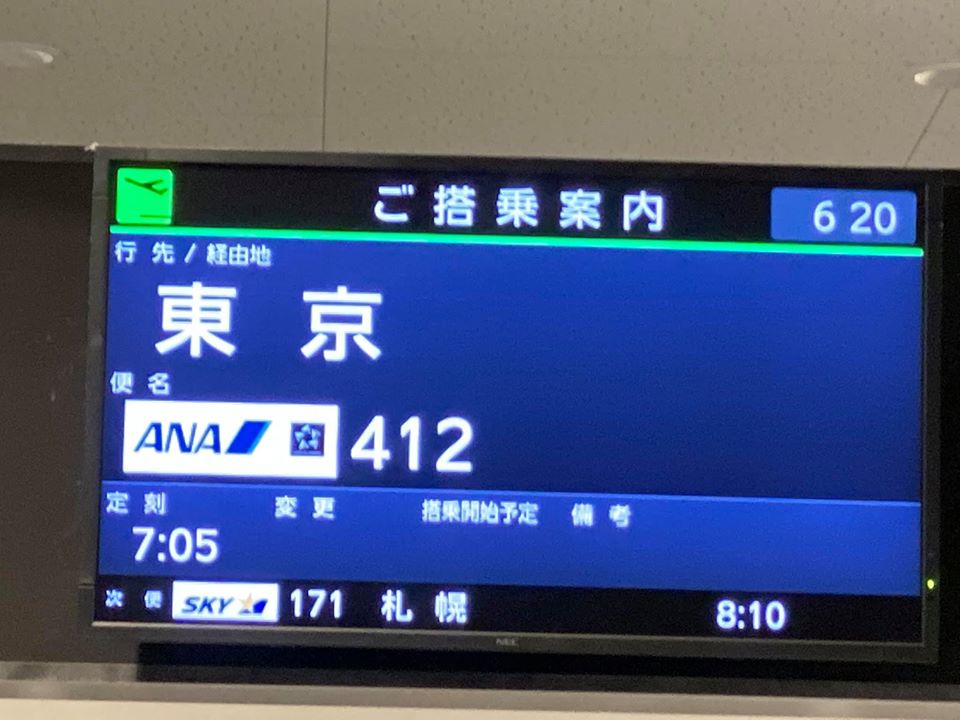 ご搭乗案内 6 20
行先 / 経由地
東京
便名
ANA 412
定刻 変更 搭乗開始予定 備考
7:05
次便 SKY 171 札幌 8:10
NEC